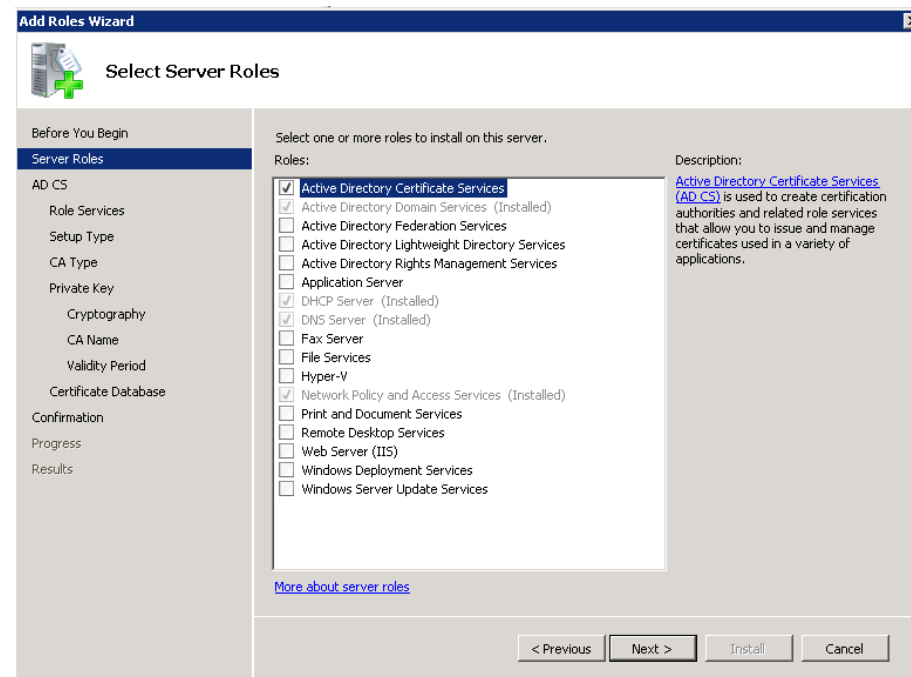 Add Roles Wizard
Select Server Roles
Before You Begin
Server Roles
AD CS
Role Services
Setup Type
CA Type
Private Key
Cryptography
CA Name
Validity Period
Certificate Database
Confirmation
Progress
Results
Select one or more roles to install on this server.
Roles:
Active Directory Certificate Services
Active Directory Domain Services (Installed)
Active Directory Federation Services
Active Directory Lightweight Directory Services
Active Directory Rights Management Services
Application Server
DHCP Server (Installed)
DNS Server (Installed)
Fax Server
File Services
Hyper-V
Network Policy and Access Services (Installed)
Print and Document Services
Remote Desktop Services
Web Server (IIS)
Windows Deployment Services
Windows Server Update Services
More about server roles
Description:
Active Directory Certificate Services
(AD CS) is used to create certification
authorities and related role services
that allow you to issue and manage
certificates used in a variety of
applications.
< Previous
Next >
Install
Cancel